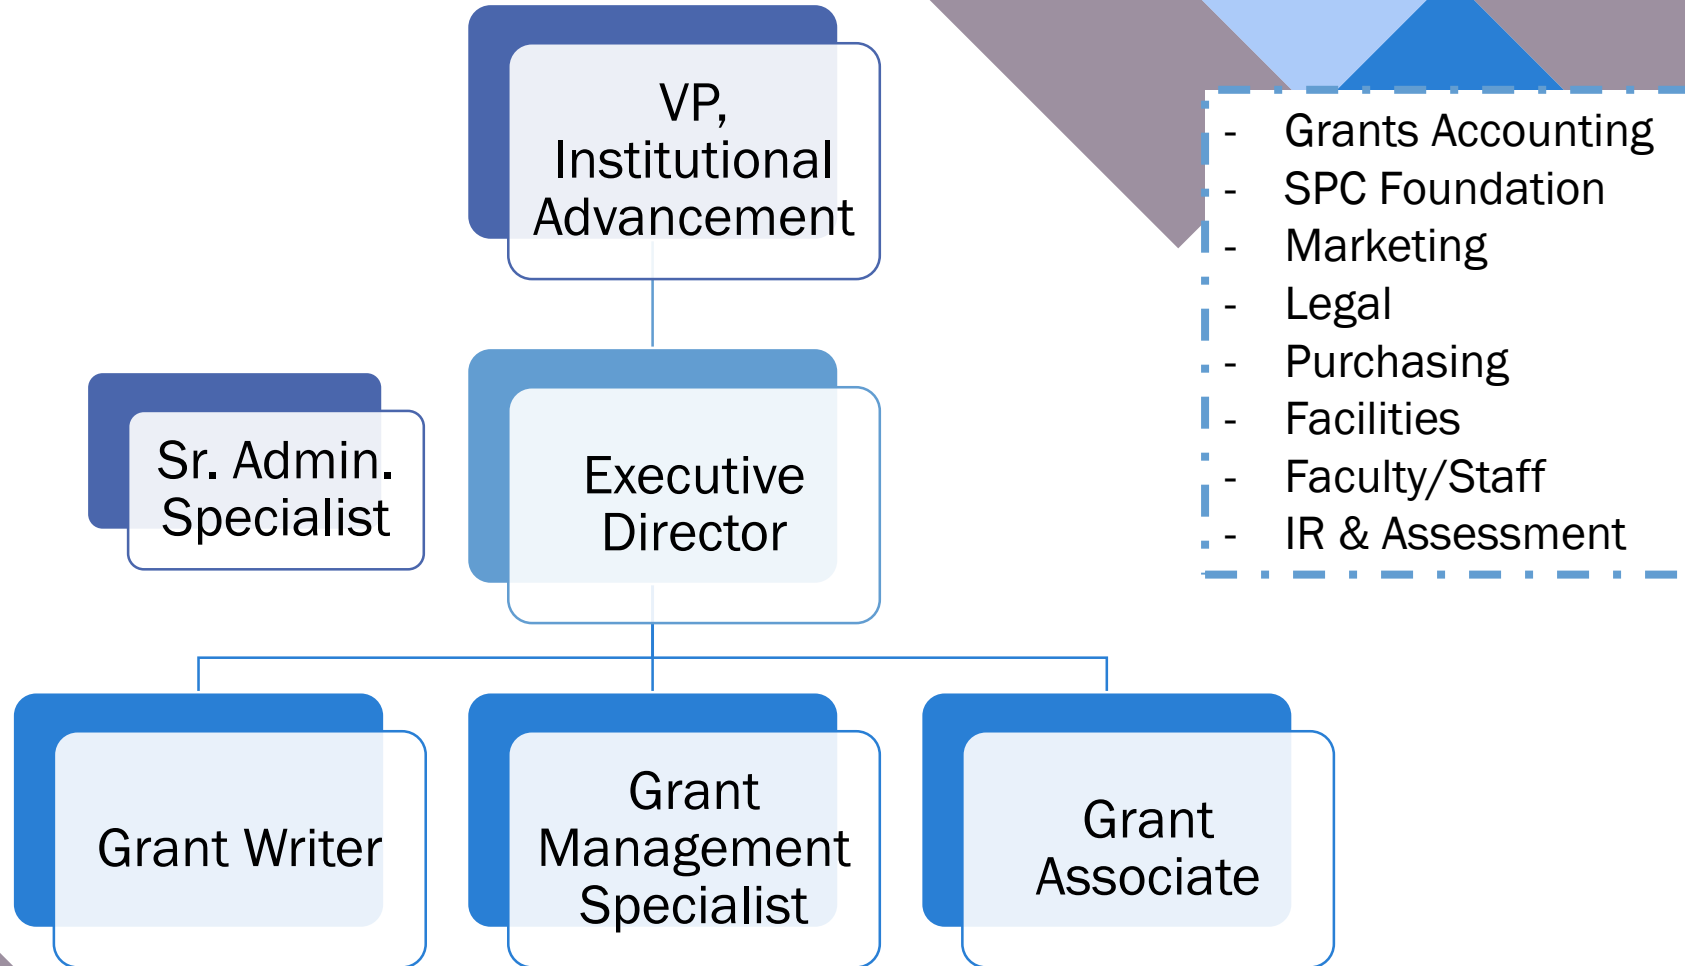 VP,
Institutional
Advancement
- Grants Accounting
- SPC Foundation
- Marketing
- Legal
- Purchasing
- Facilities
- Faculty/Staff
- IR & Assessment
Sr. Admin.
Specialist
Executive
Director
Grant Writer
Grant
Management
Specialist
Grant
Associate